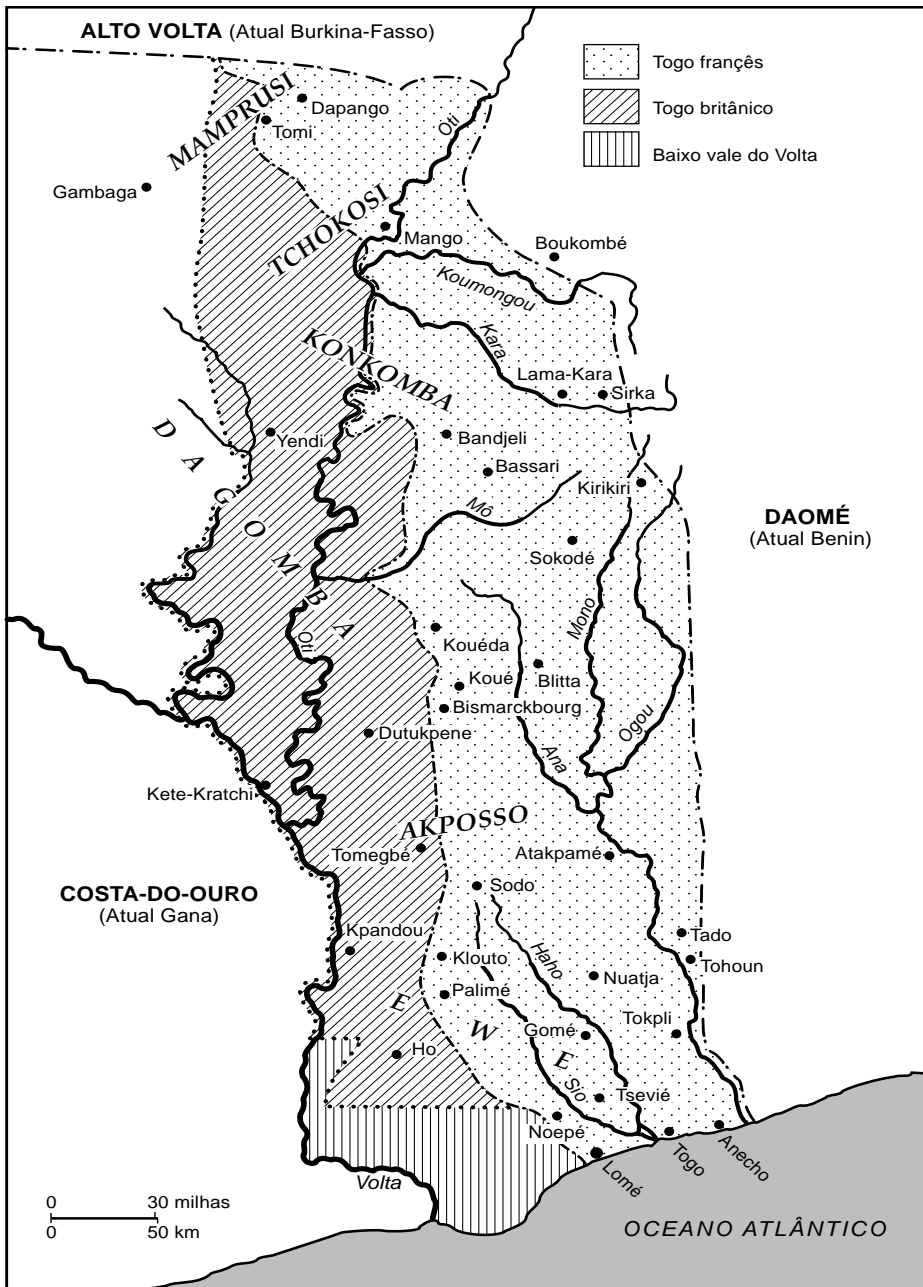 ALTO VOLTA (Atual Burkina-Fasso)
Togo françês
Togo britânico
Baixo vale do Volta
MAMPRUSI
Dapango
Tomi
Oti
Gambaga
TCHOKOSI
Mango
Boukombé
Koumongou
KONKOMBA
Kara
Lama-Kara
Sirka
DAGOMBA
Yendi
Bandjeli
Bassari
Kirikiri
Mô
DAOMÉ
(Atual Benin)
Sokodé
Mono
Oti
Kouéda
Blitta
Koué
Bismarckbourg
Ogou
Dutukpene
Ana
Kete-Kratchi
AKPOSSO
Tomegbé
Atakpamé
COSTA-DO-OURO
(Atual Gana)
Sodo
Kpandou
Klouto
Haho
Tado
Tohoun
Nuatja
Palimé
EWE
Gomé
Tokpli
Ho
Sio
Tsevié
Noepé
Lomé
Togo
Anecho
Volta
0 30 milhas
0 50 km
OCEANO ATLÂNTICO